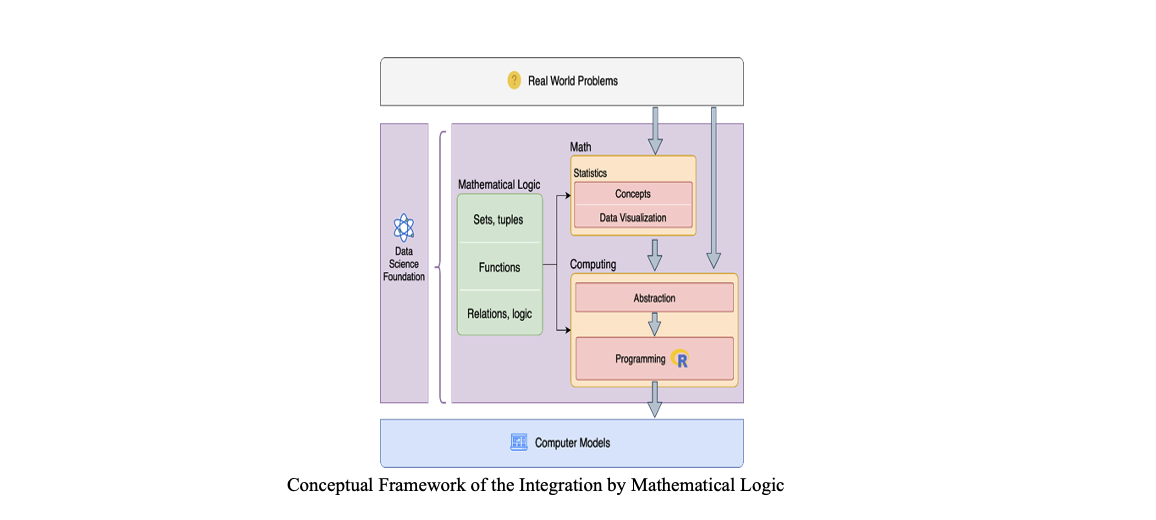 ?
Real World Problems
Math
Statistics
Mathematical Logic
Concepts
Sets, tuples
Data Visualization
Data
Science
Foundation
Functions
Computing
Abstraction
Relations, logic
Programming R
Computer Models
Conceptual Framework of the Integration by Mathematical Logic